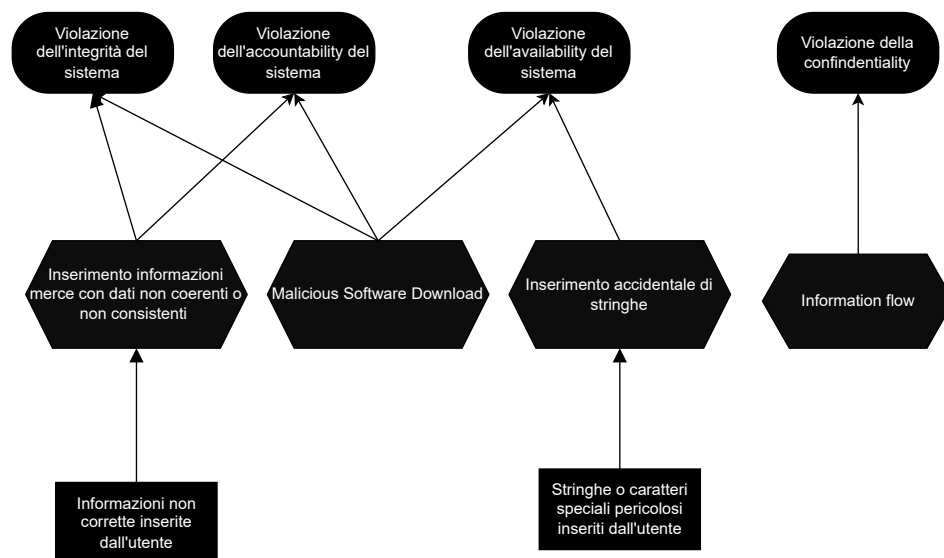 Violazione
dell'integrità del
sistema
Violazione
dell'accountability del
sistema
Violazione
dell'availability del
sistema
Violazione della
confindentiality
Inserimento informazioni
merce con dati non coerenti o
non consistenti
Malicious Software Download
Inserimento accidentale di
stringhe
Information flow
Informazioni non
corrette inserite
dall'utente
Stringhe o caratteri
speciali pericolosi
inseriti dall'utente